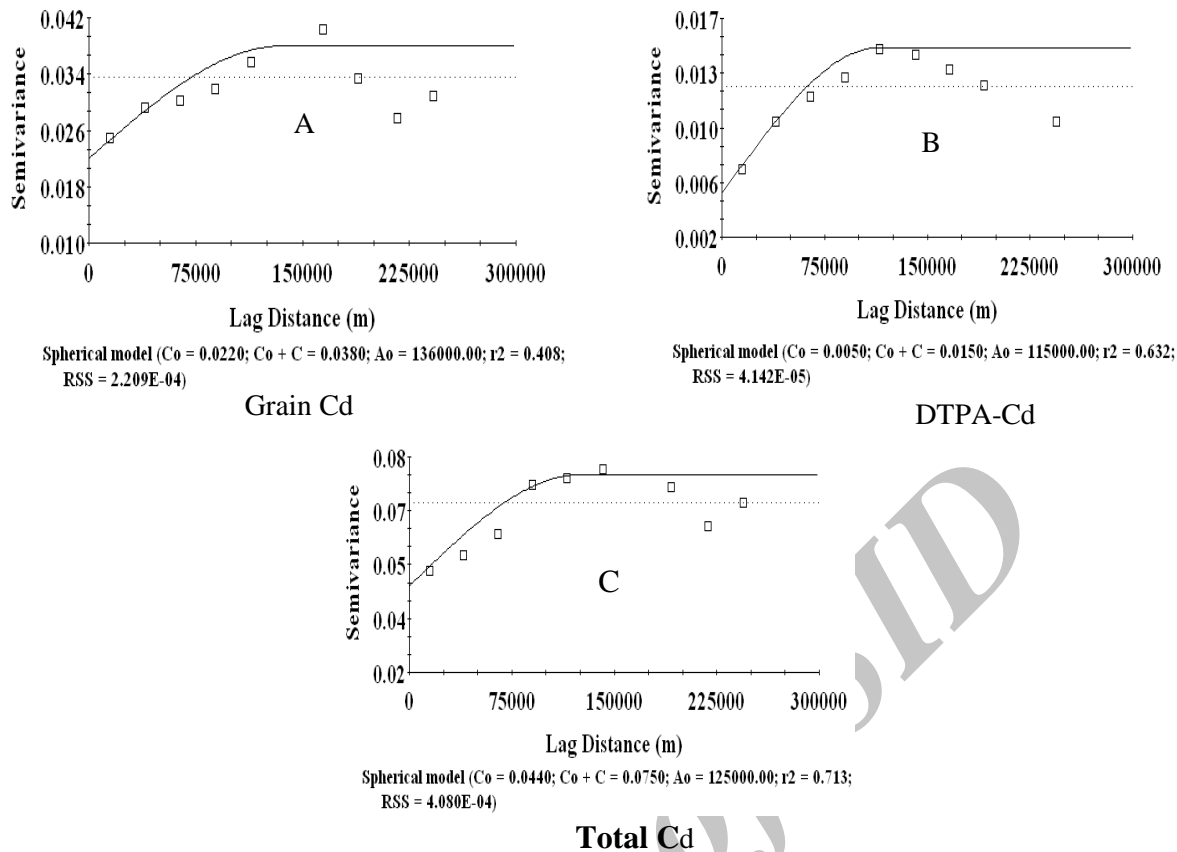 0.042
0.034
0.026
0.018
0.010
Semivariance
A
0 75000 150000 225000 300000
Lag Distance (m)
Spherical model (Co = 0.0220; Co + C = 0.0380; Ao = 136000.00; r2 = 0.408;
RSS = 2.209E-04)
Grain Cd
0.017
0.013
0.010
0.006
0.002
Semivariance
B
0 75000 150000 225000 300000
Lag Distance (m)
Spherical model (Co = 0.0050; Co + C = 0.0150; Ao = 115000.00; r2 = 0.632;
RSS = 4.142E-05)
DTPA-Cd
0.08
0.07
0.05
0.04
0.02
Semivariance
C
0 75000 150000 225000 300000
Lag Distance (m)
Spherical model (Co = 0.0440; Co + C = 0.0750; Ao = 125000.00; r2 = 0.713;
RSS = 4.080E-04)
Total Cd